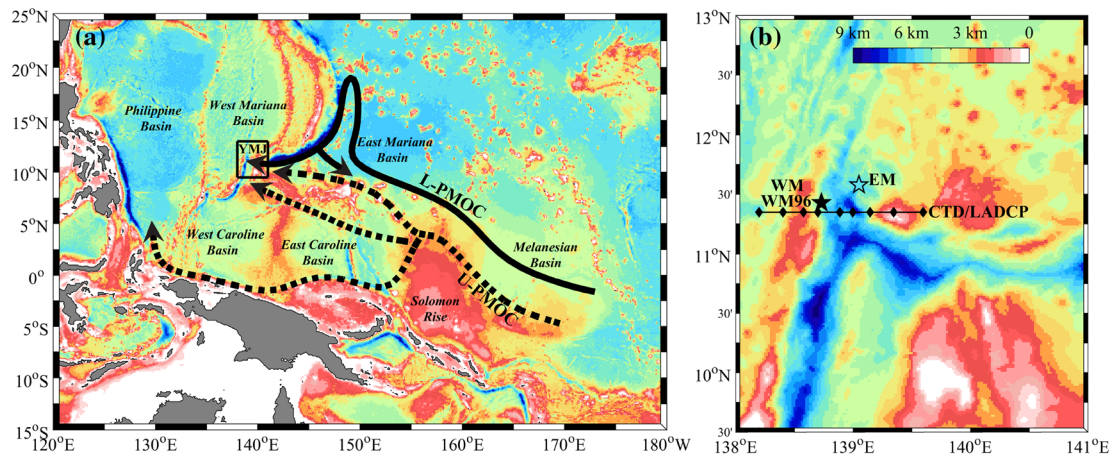 25°N
(a)
20°N
15°N
10°N
5°N
0°
5°S
10°S
15°S
120°E
130°E
140°E
150°E
160°E
170°E
180°W
Philippine
Basin
West Mariana
Basin
YMJ
East Mariana
Basin
L-PMOC
West Caroline
Basin
East Caroline
Basin
Melanesian
Basin
U-PMOC
Solomon
Rise
13°N
(b)
9 km 6 km 3 km 0
30'
12°N
30'
11°N
30'
10°N
30'
138°E
139°E
140°E
141°E
EM
WM
WM96
CTD/LADCP